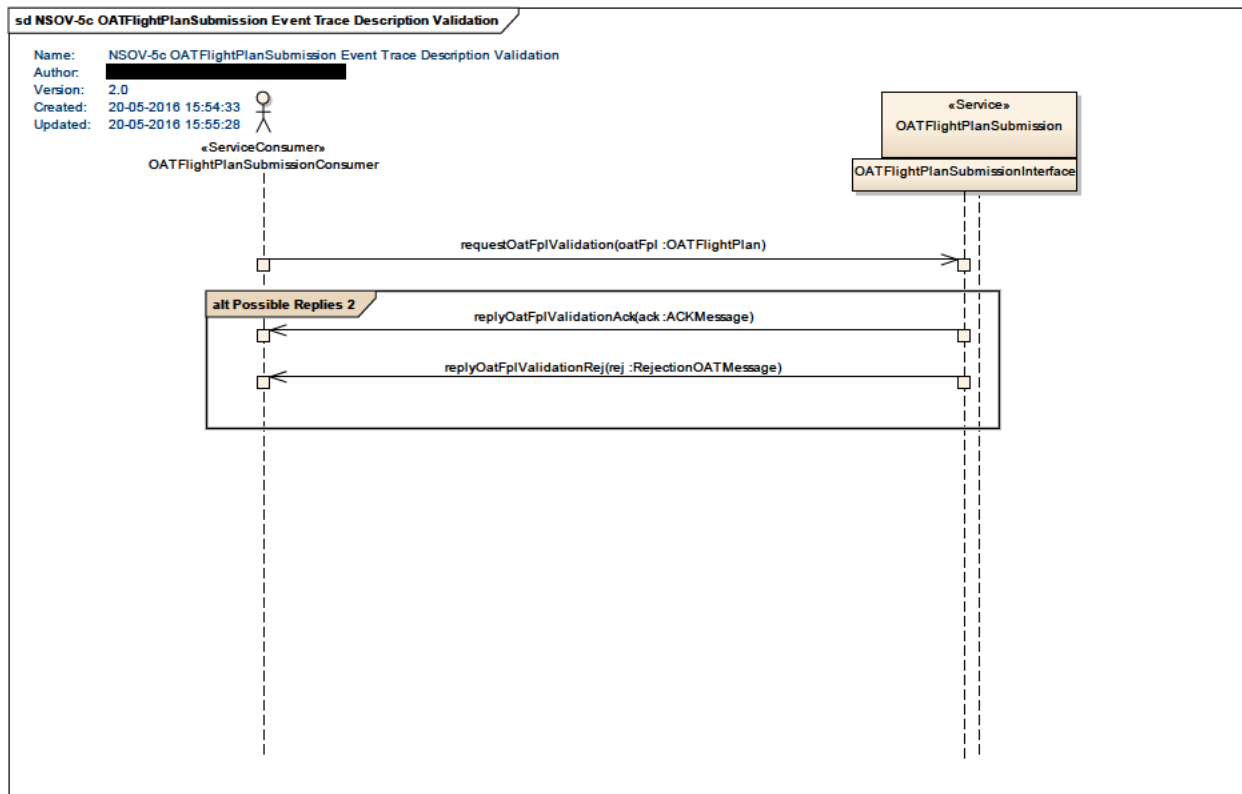 sd NSOV-5c OATFlightPlanSubmission Event Trace Description Validation
Name: NSOV-5c OATFlightPlanSubmission Event Trace Description Validation
Author:
Version: 2.0
Created: 20-05-2016 15:54:33
Updated: 20-05-2016 15:55:28
«ServiceConsumer»
OATFlightPlanSubmissionConsumer
«Service»
OATFlightPlanSubmission
OATFlightPlanSubmissionInterface
requestOatFplValidation(oatFpl :OATFlightPlan)
alt Possible Replies 2
replyOatFplValidationAck(ack :ACKMessage)
replyOatFplValidationRej(rej :RejectionOATMessage)